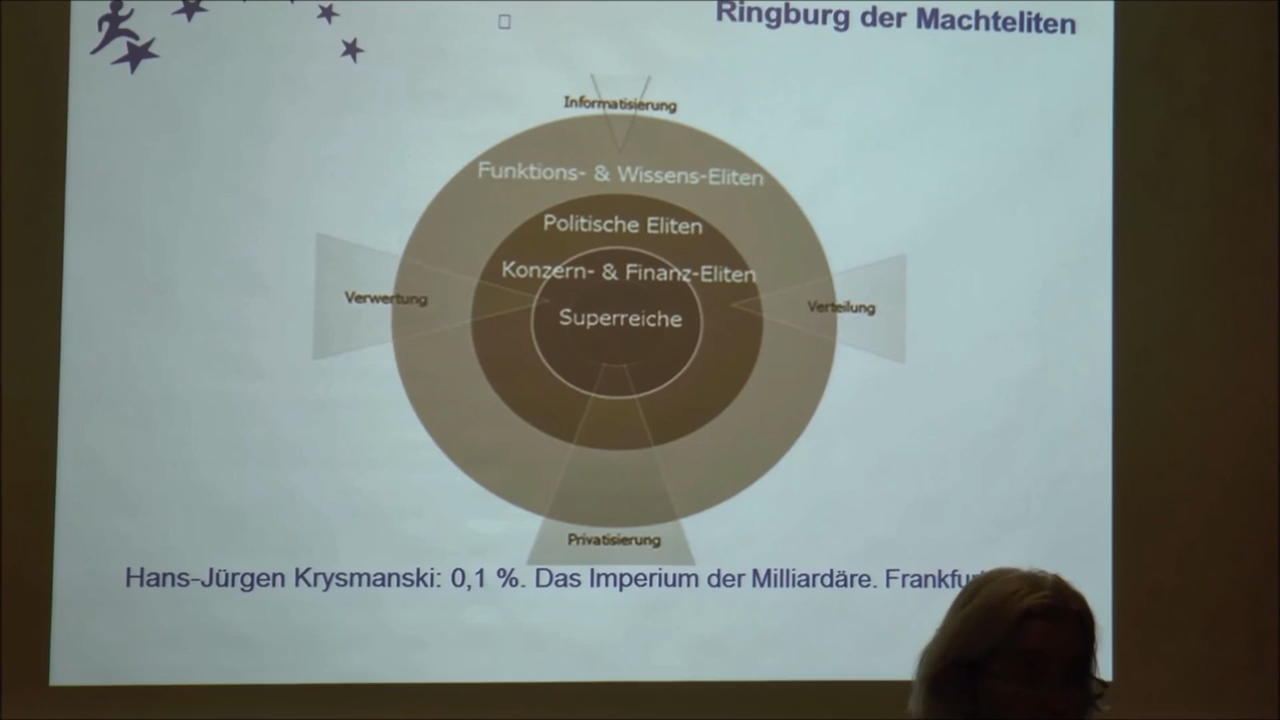 Ringburg der Machteliten
Informatisierung
Funktions- & Wissens-Eliten
Politische Eliten
Konzern- & Finanz-Eliten
Verwertung
Verteilung
Superreiche
Privatisierung
Hans-Jürgen Krysmanski: 0,1 %. Das Imperium der Milliardäre.